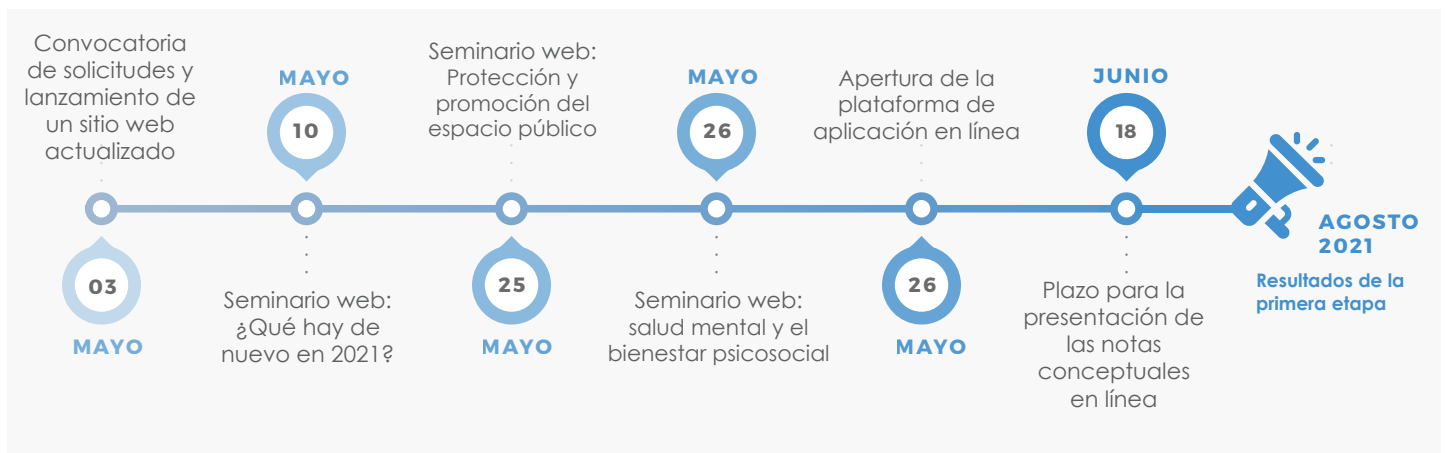 Convocatoria
de solicitudes y
lanzamiento de
un sitio web
actualizado
03
MAYO
MAYO
10
Seminario web:
¿Qué hay de
nuevo en 2021?
Seminario web:
Protección y
promoción del
espacio público
25
MAYO
MAYO
26
Seminario web:
salud mental y el
bienestar psicosocial
Apertura de la
plataforma de
aplicación en línea
26
MAYO
JUNIO
18
Plazo para la
presentación de
las notas
conceptuales
en línea
AGOSTO
2021
Resultados de la
primera etapa